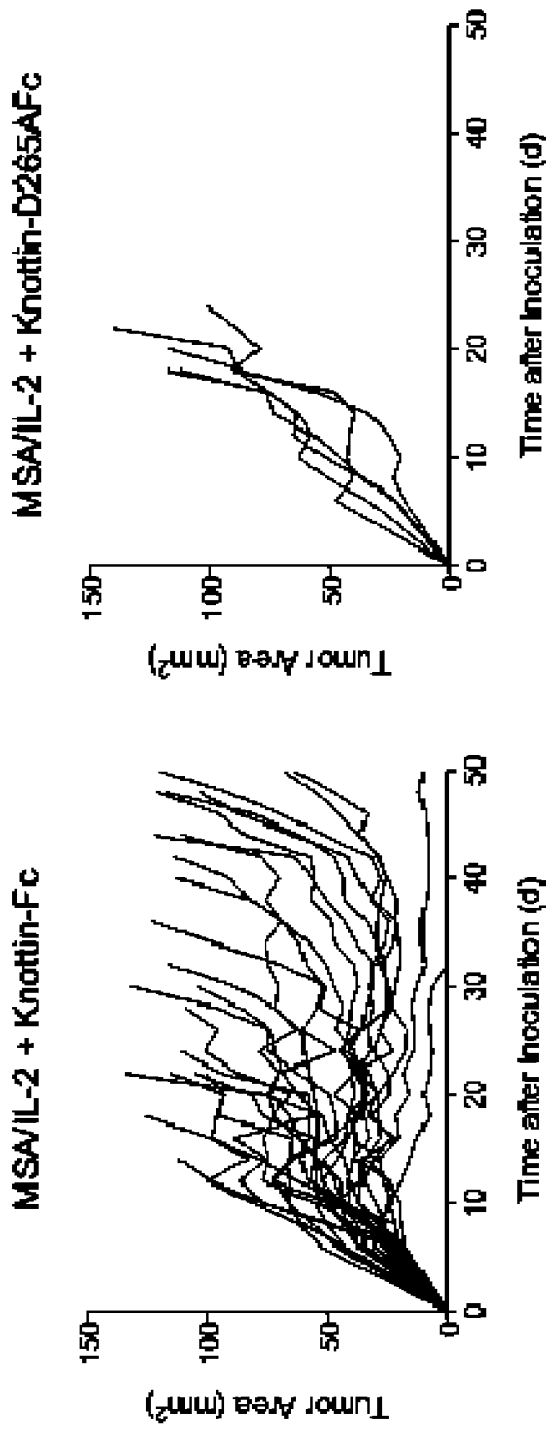 MSA/IL-2 + Knottin-Fc
Tumor Area (mm²)
150
100
50
0
0 10 20 30 40 50
Time after Inoculation (d)
MSA/IL-2 + Knottin-D265AFc
Tumor Area (mm²)
150
100
50
0
0 10 20 30 40 50
Time after Inoculation (d)